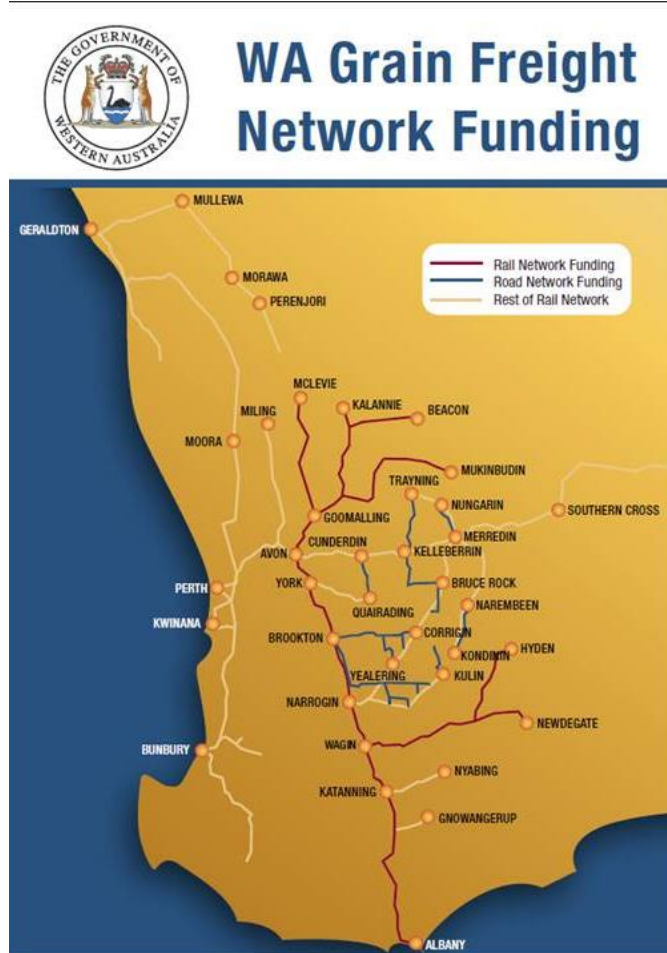 THE GOVERNMENT OF
WESTERN AUSTRALIA
WA Grain Freight
Network Funding
MULLEWA
GERALDTON
Rail Network Funding
Road Network Funding
Rest of Rail Network
MORAWA
PERENJORI
MCLEVIE
KALANNIE
BEACON
MILING
MOORA
MUKINBUDIN
TRAYNING
NUNGARIN
SOUTHERN CROSS
GOOMALLING
MERREDIN
CUNDERDIN
KELLEBERRIN
AVON
PERTH
YORK
BRUCE ROCK
QUAIRADING
NAREMBEEN
KWINANA
BROOKTON
CORRIGIN
HYDEN
KONDININ
YEALERING
KULIN
NARROGIN
NEWDEGATE
WAGIN
BUNBURY
NYABING
KATANNING
GNOWANGERUP
ALBANY